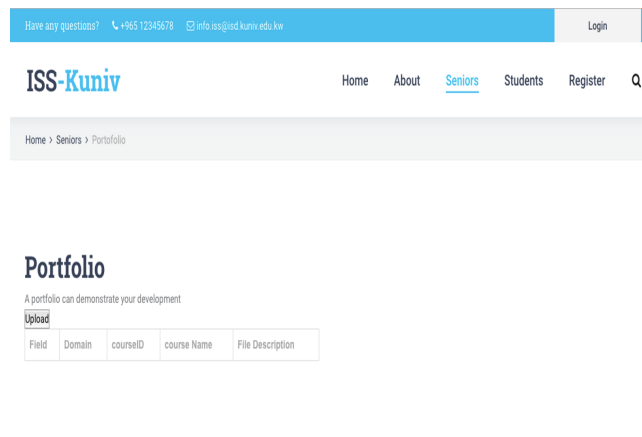 Have any questions? +965 12345678 info.iss@isd.kuniv.edu.kw Login
ISS-Kuniv Home About Seniors Students Register
Home > Seniors > Portofolio
Portfolio
A portfolio can demonstrate your development
Upload
Field Domain courseID course Name File Description